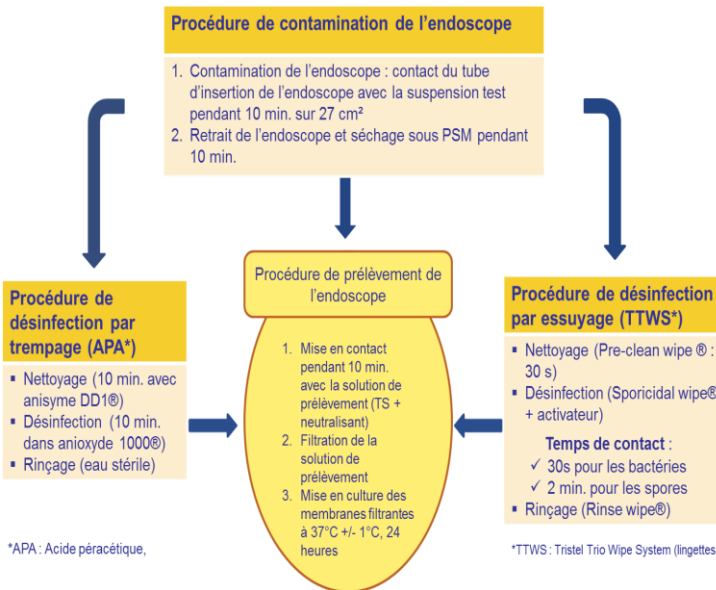 Procédure de contamination de l'endoscope
1. Contamination de l'endoscope : contact du tube
d'insertion de l'endoscope avec la suspension test
pendant 10 min. sur 27 cm²
2. Retrait de l'endoscope et séchage sous PSM pendant
10 min.
Procédure de
désinfection par
trempage (APA*)
▪ Nettoyage (10 min. avec
anisyme DD1®)
▪ Désinfection (10 min.
dans anioxyde 1000®)
▪ Rinçage (eau stérile)
*APA : Acide péracétique,
Procédure de prélèvement de
l'endoscope
1. Mise en contact
pendant 10 min.
avec la solution de
prélèvement (TS +
neutralisant)
2. Filtration de la
solution de
prélèvement
3. Mise en culture des
membranes filtrantes
à 37°C +/- 1°C, 24
heures
Procédure de désinfection
par essuyage (TTWS*)
▪ Nettoyage (Pre-clean wipe ® :
30 s)
▪ Désinfection (Sporicidal wipe®
+ activateur)
Temps de contact :
✓ 30s pour les bactéries
✓ 2 min. pour les spores
▪ Rinçage (Rinse wipe®)
*TTWS : Tristel Trio Wipe System (lingettes